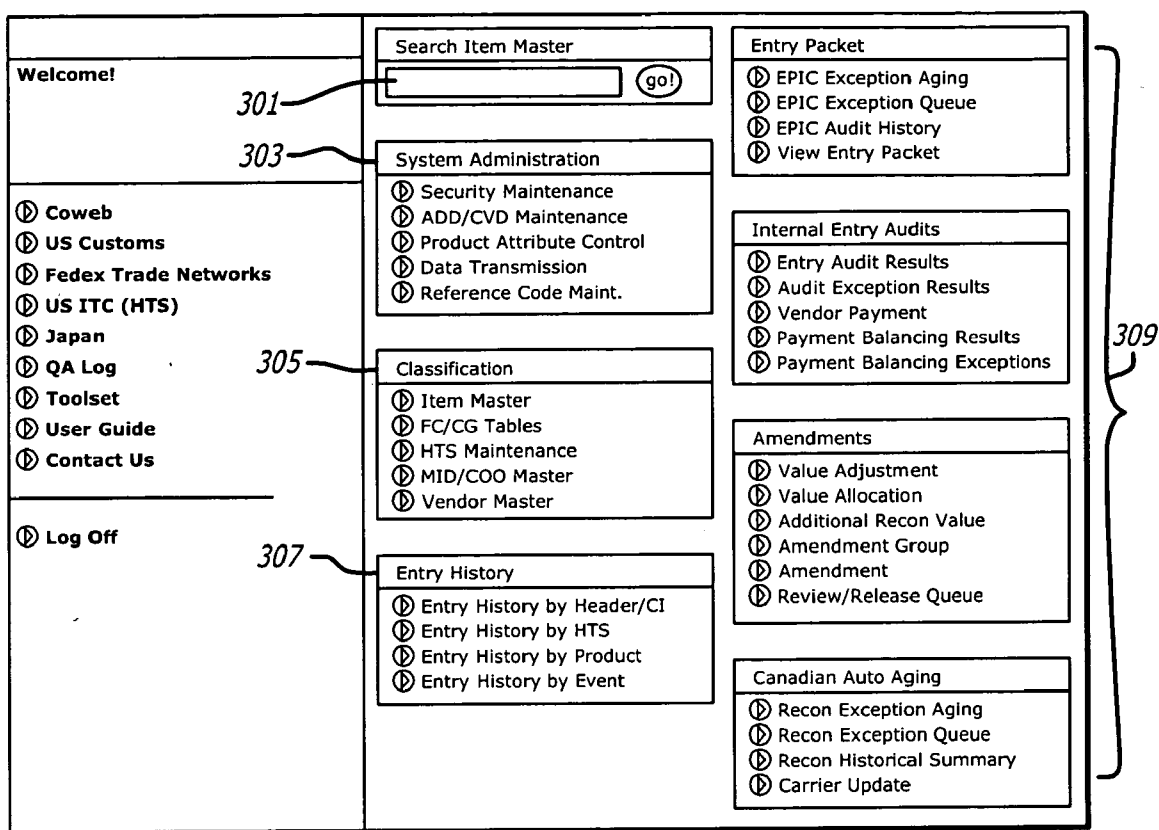 Welcome!
Coweb
US Customs
Fedex Trade Networks
US ITC (HTS)
Japan
QA Log
Toolset
User Guide
Contact Us
Log Off
301
Search Item Master
go!
303
System Administration
Security Maintenance
ADD/CVD Maintenance
Product Attribute Control
Data Transmission
Reference Code Maint.
305
Classification
Item Master
FC/CG Tables
HTS Maintenance
MID/COO Master
Vendor Master
307
Entry History
Entry History by Header/CI
Entry History by HTS
Entry History by Product
Entry History by Event
Entry Packet
EPIC Exception Aging
EPIC Exception Queue
EPIC Audit History
View Entry Packet
Internal Entry Audits
Entry Audit Results
Audit Exception Results
Vendor Payment
Payment Balancing Results
Payment Balancing Exceptions
Amendments
Value Adjustment
Value Allocation
Additional Recon Value
Amendment Group
Amendment
Review/Release Queue
Canadian Auto Aging
Recon Exception Aging
Recon Exception Queue
Recon Historical Summary
Carrier Update
309